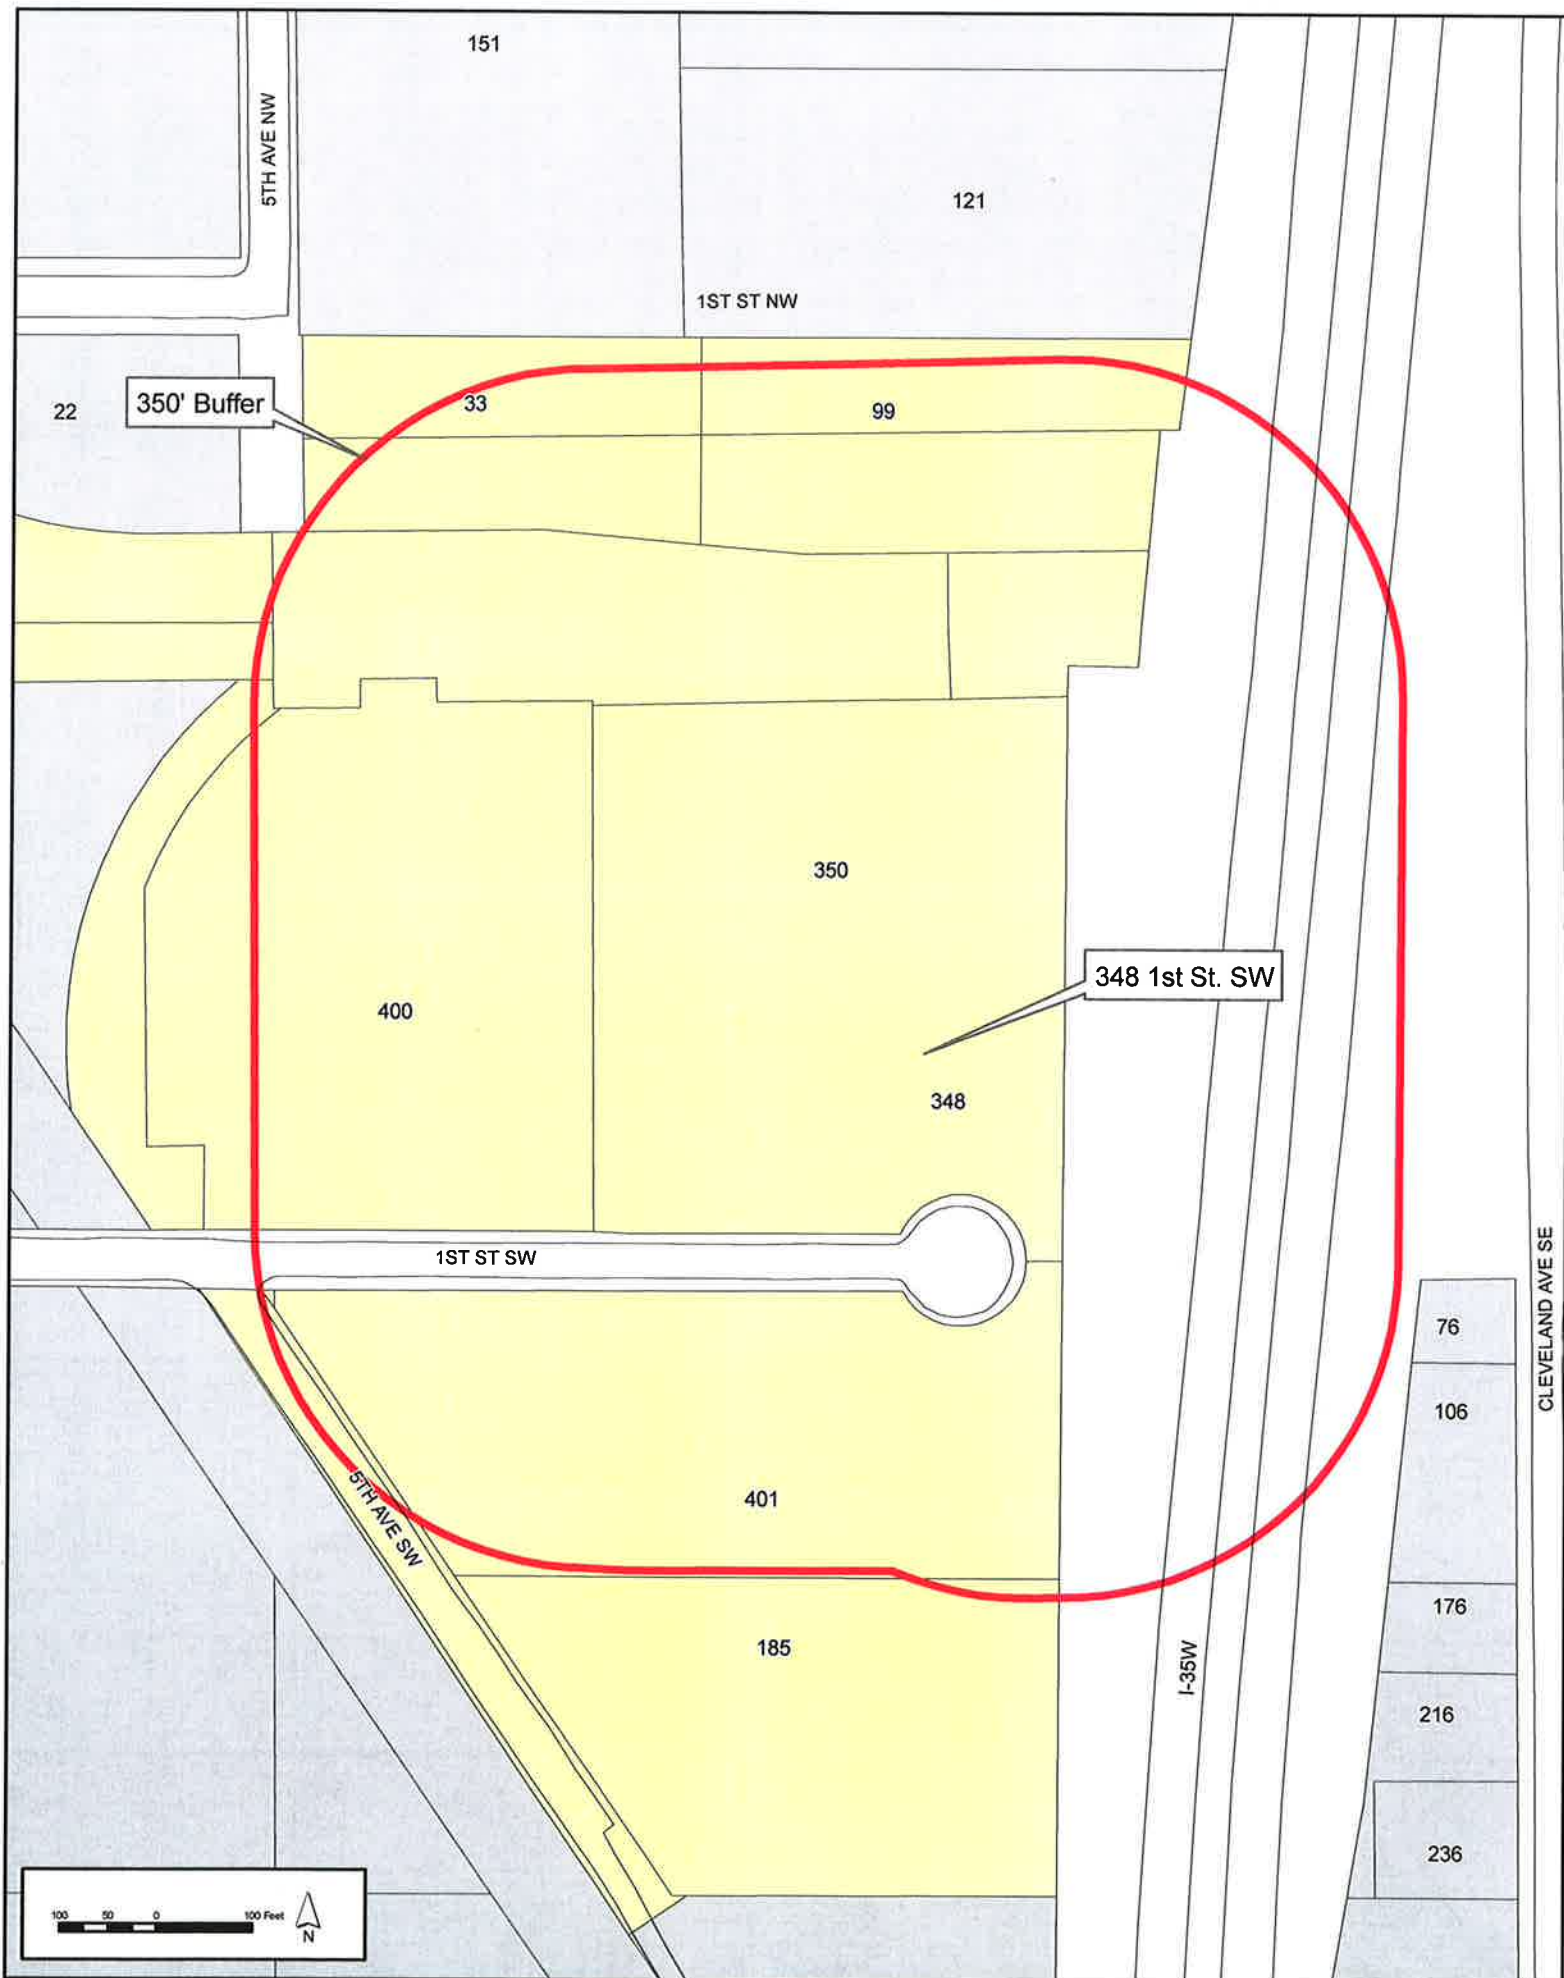 151
5TH AVE NW
121
1ST ST NW
350' Buffer
22
33
99
350
348 1st St. SW
400
348
1ST ST SW
CLEVELAND AVE SE
76
106
5TH AVE SW
401
176
185
I-35W
216
236
100 50 0 100 Feet
N